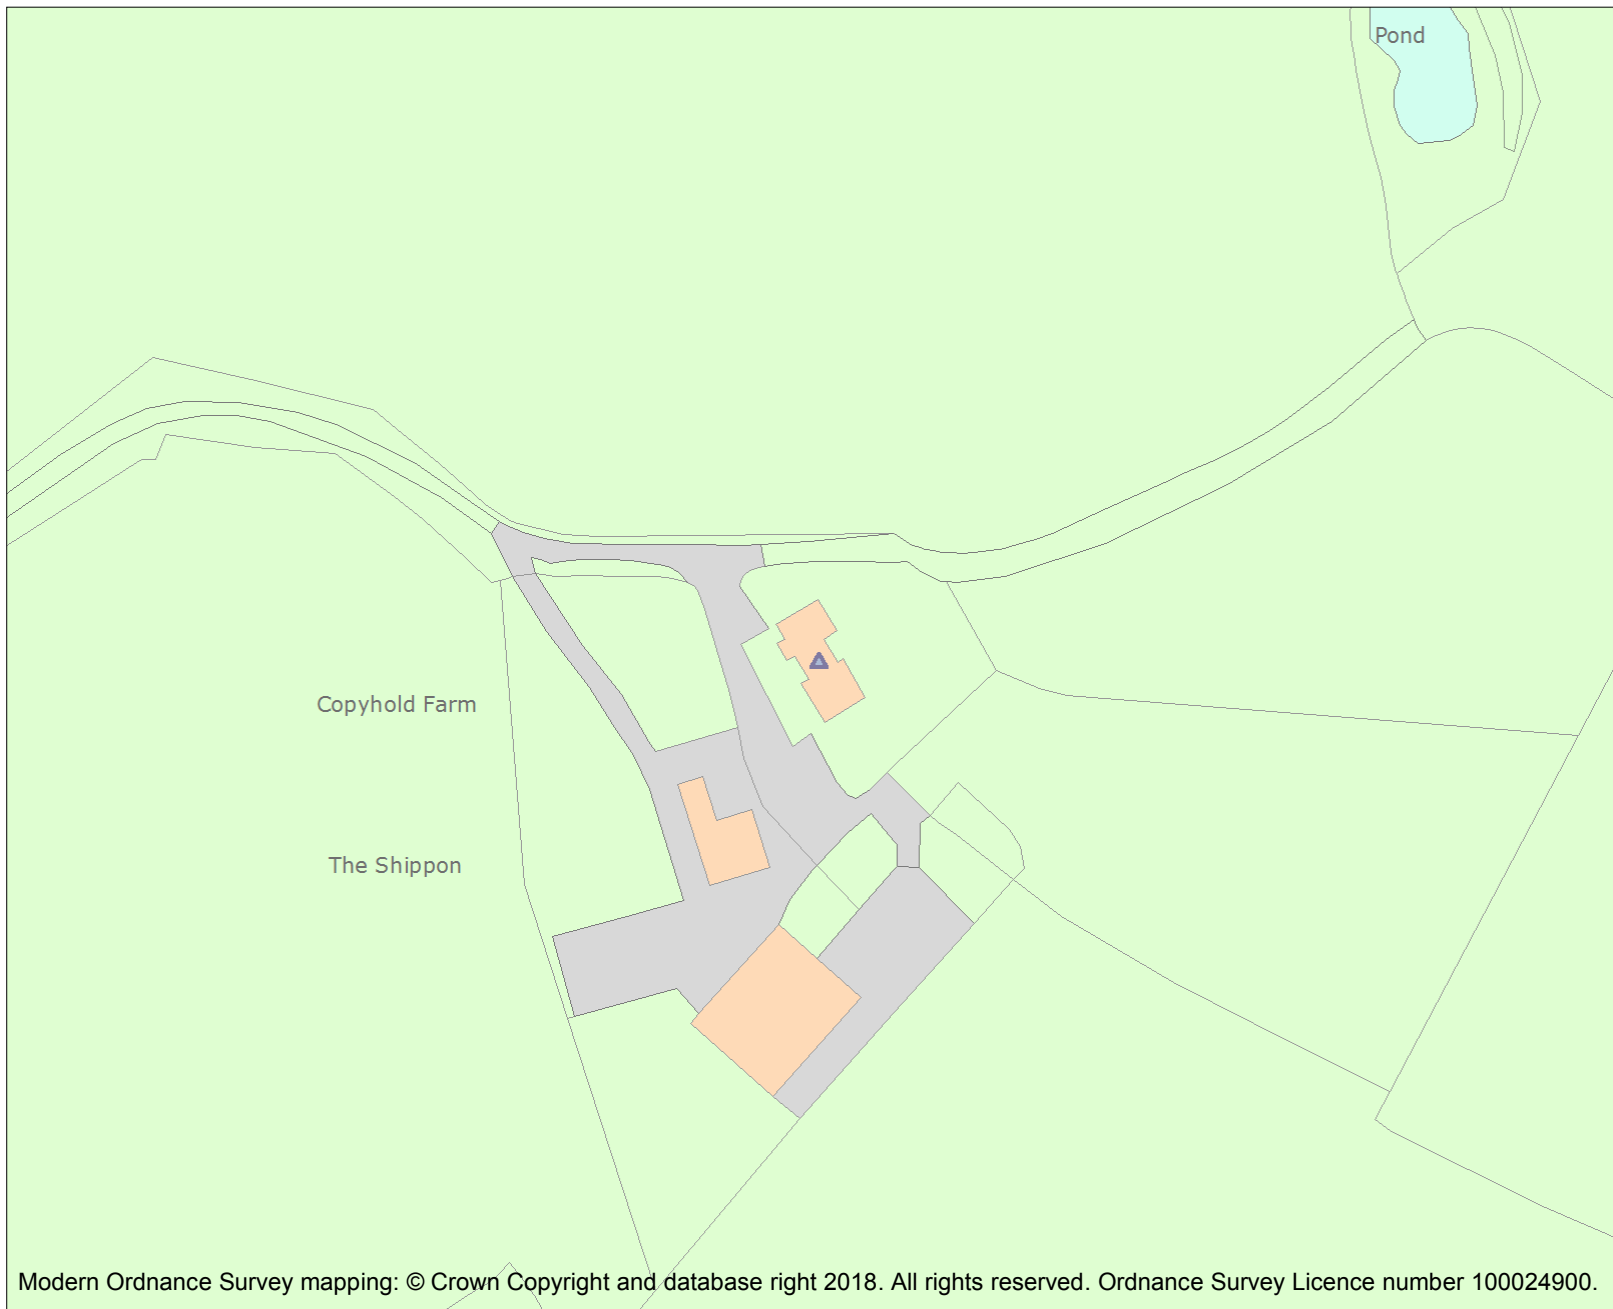 Pond
Copyhold Farm
The Shippon
Modern Ordnance Survey mapping: © Crown Copyright and database right 2018. All rights reserved. Ordnance Survey Licence number 100024900.